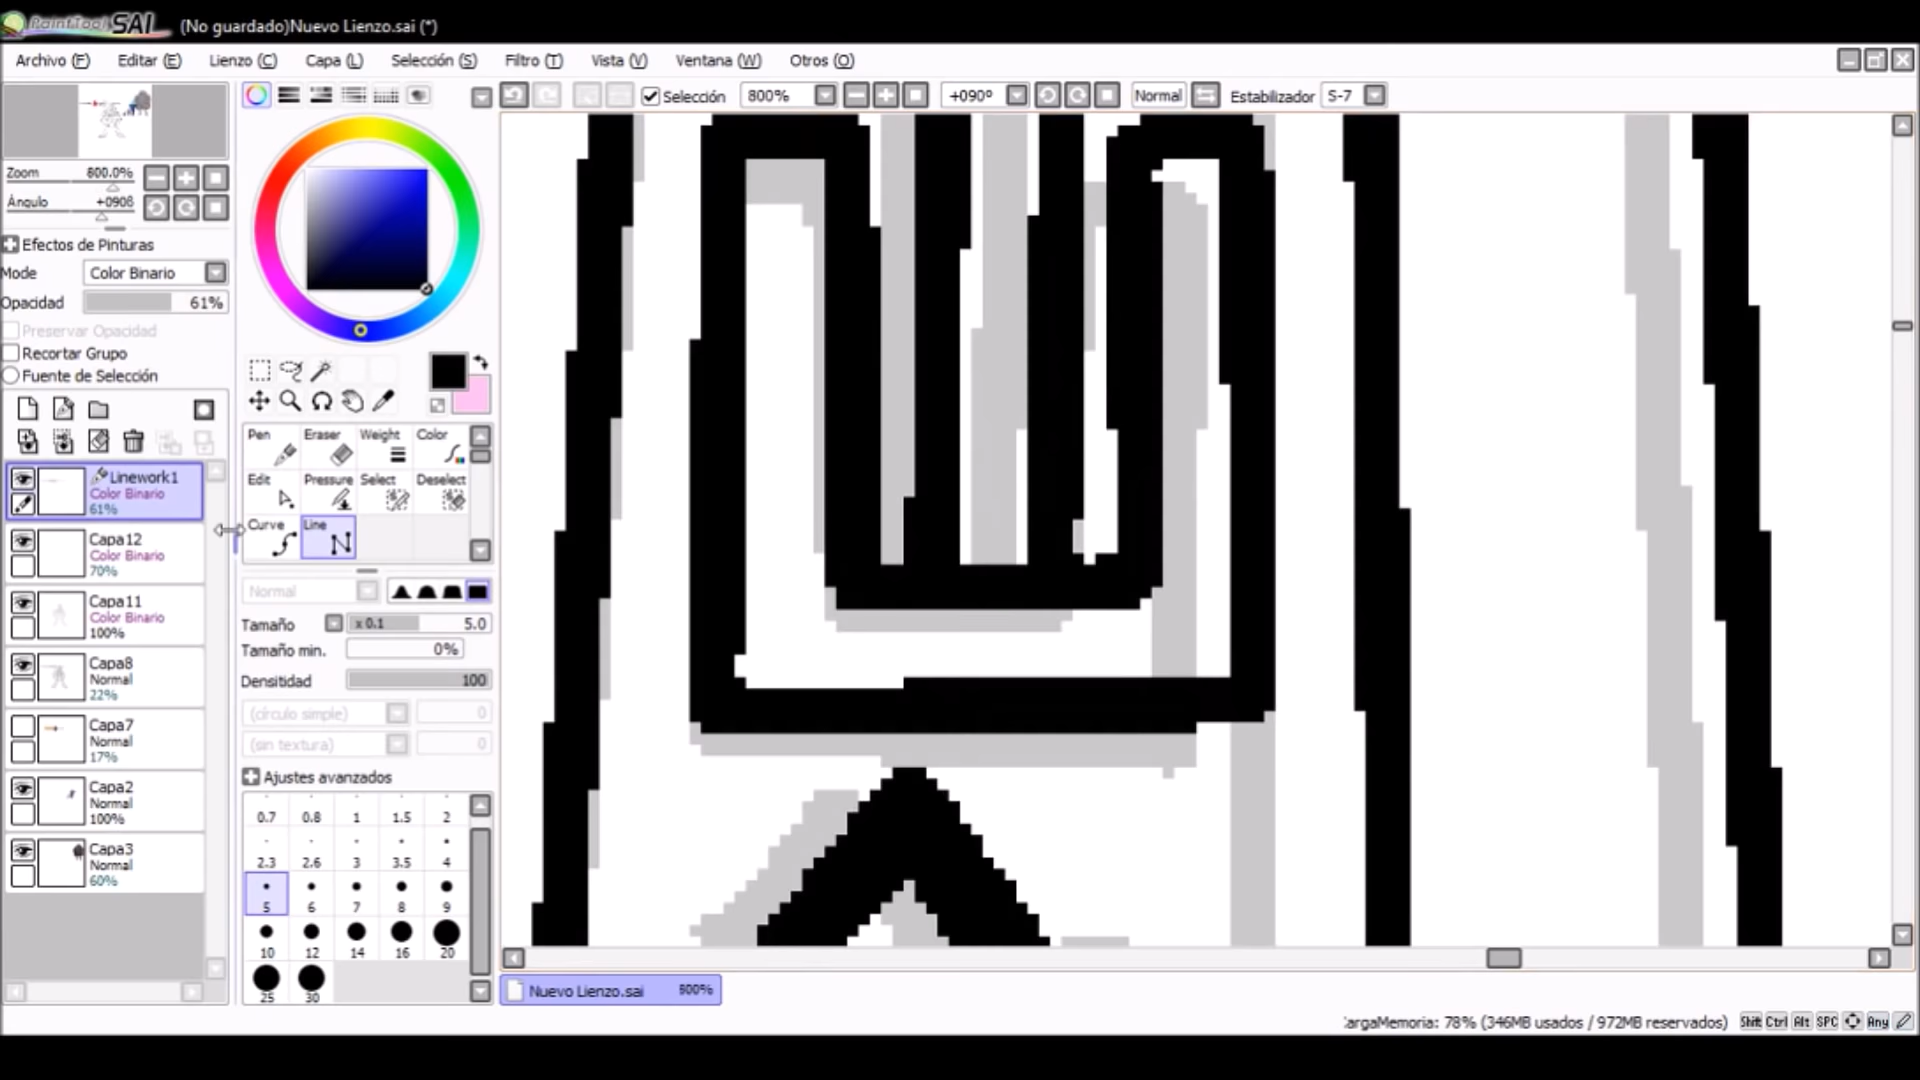 PaintTool SAI (No guardado)Nuevo Lienzo.sai (*)
Archivo (F) Editar (E) Lienzo (C) Capa (L) Selección (S) Filtro (T) Vista (V) Ventana (W) Otros (O)
Selección 800% +090º Normal Estabilizador S-7
Zoom 800.0%
Ángulo +090ß
Efectos de Pinturas
Mode Color Binario
Opacidad 61%
Preservar Opacidad
Recortar Grupo
Fuente de Selección
Linework1
Color Binario
61%
Capa12
Color Binario
70%
Capa11
Color Binario
100%
Capa8
Normal
22%
Capa7
Normal
17%
Capa2
Normal
100%
Capa3
Normal
60%
Pen Eraser Weight Color
Edit Pressure Select Deselect
Curve Line
Normal
Tamaño x 0.1 5.0
Tamaño min. 0%
Densitidad 100
(círculo simple) 0
(sin textura) 0
Ajustes avanzados
0.7 0.8 1 1.5 2
2.3 2.6 3 3.5 4
5 6 7 8 9
10 12 14 16 20
25 30
Nuevo Lienzo.sai 800%
argaMemoria: 78% (346MB usados / 972MB reservados) Shift Ctrl Alt SPC Any